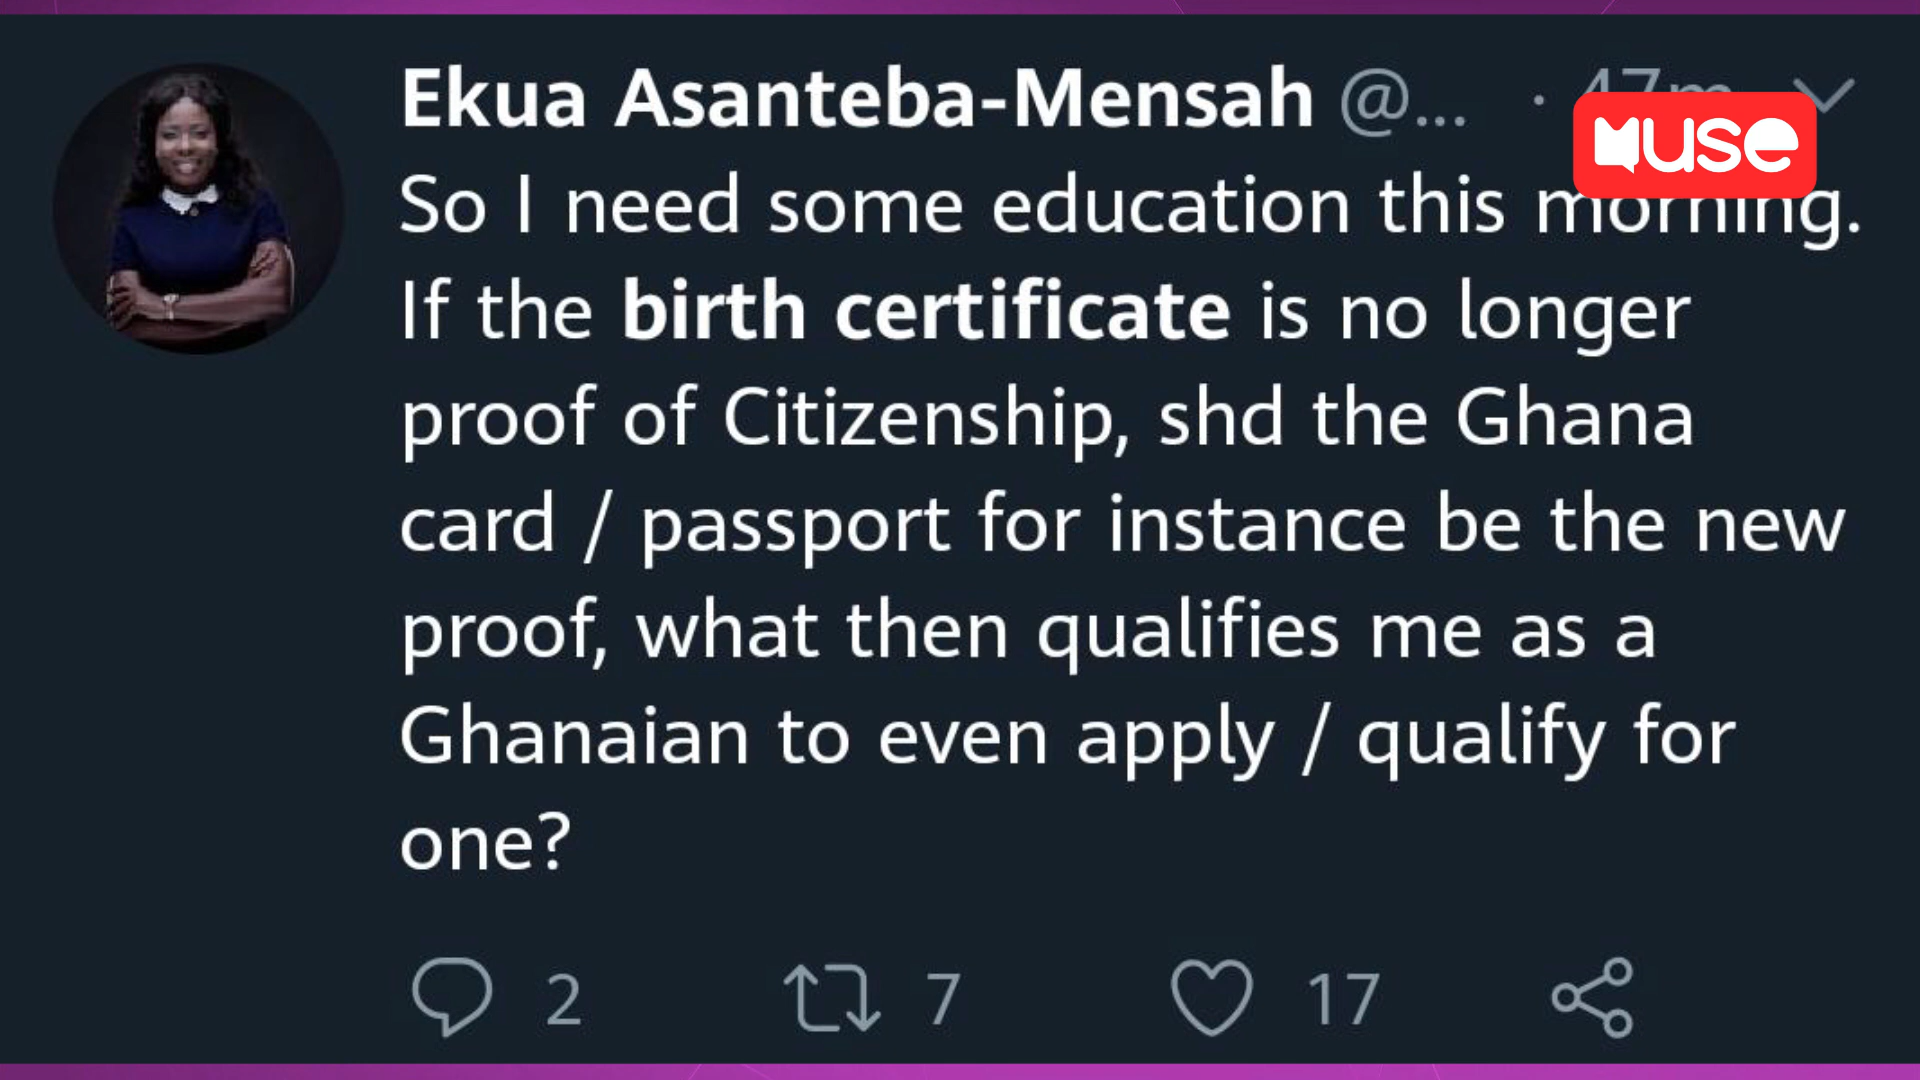 Ekua Asanteba-Mensah @... · 47m
muse
So I need some education this morning.
If the birth certificate is no longer
proof of Citizenship, shd the Ghana
card / passport for instance be the new
proof, what then qualifies me as a
Ghanaian to even apply / qualify for
one?
2 7 17